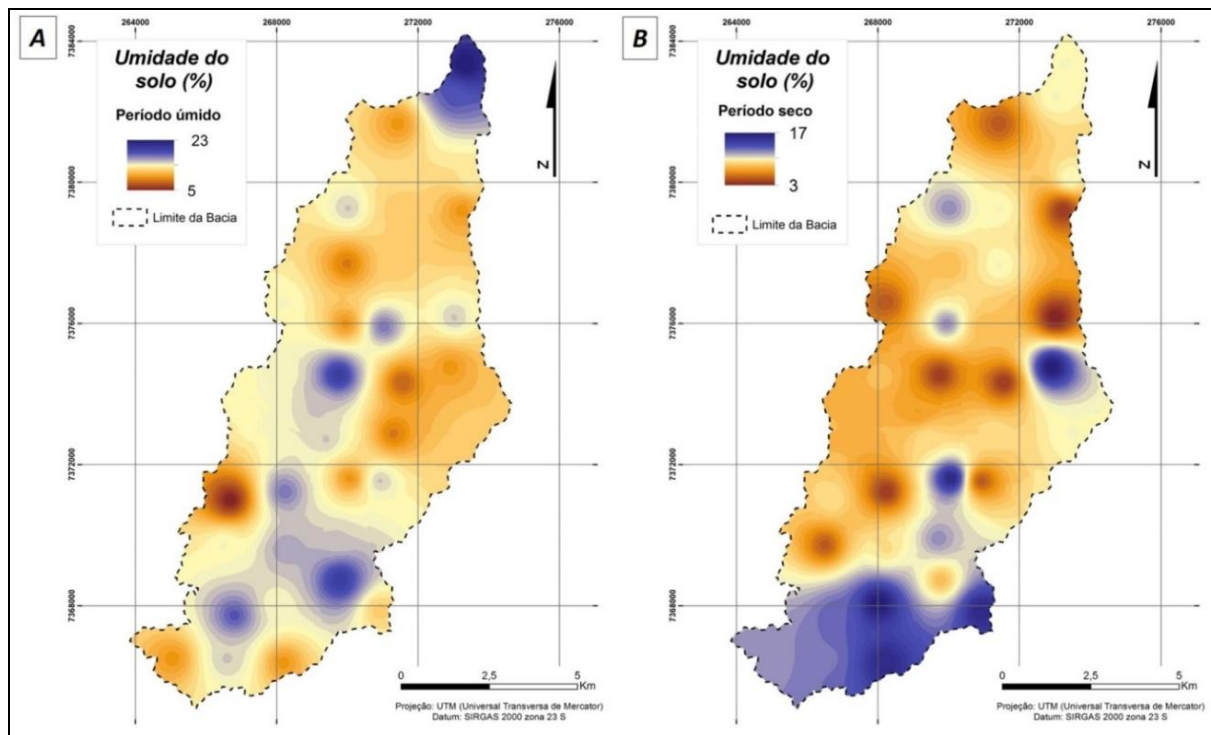 A
264000 268000 272000 276000
7384000
7380000
7376000
7372000
7368000
Umidade do
solo (%)
Período úmido
23
5
Limite da Bacia
N
0 2,5 5
Km
Projeção: UTM (Universal Transversa de Mercator)
Datum: SIRGAS 2000 zona 23 S
B
264000 268000 272000 276000
7384000
7380000
7376000
7372000
7368000
Umidade do
solo (%)
Período seco
17
3
Limite da Bacia
N
0 2,5 5
Km
Projeção: UTM (Universal Transversa de Mercator)
Datum: SIRGAS 2000 zona 23 S